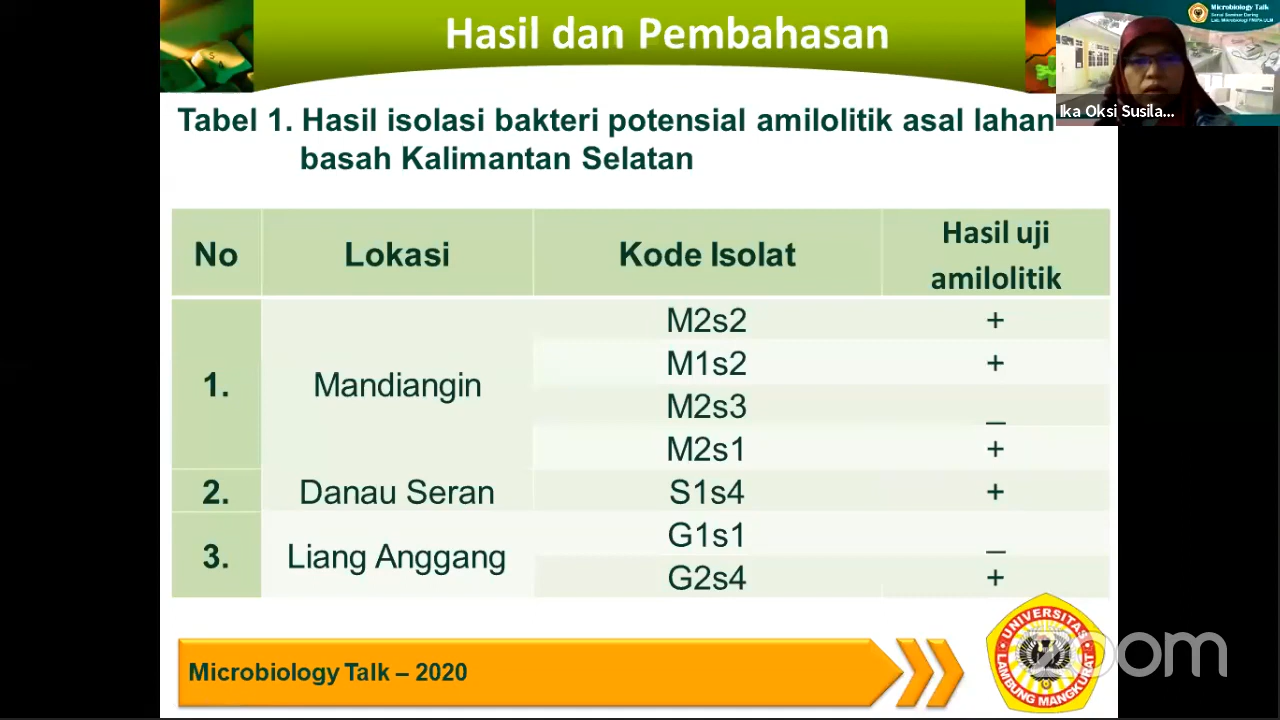 Hasil dan Pembahasan
Microbiology Talk
Ika Oksi Susila...
Tabel 1. Hasil isolasi bakteri potensial amilolitik asal lahan
basah Kalimantan Selatan
No Lokasi Kode Isolat Hasil uji amilolitik
1. Mandiangin
M2s2 +
M1s2 +
M2s3 _
M2s1 +
2. Danau Seran S1s4 +
3. Liang Anggang
G1s1 _
G2s4 +
Microbiology Talk – 2020
UNIVERSITAS
LAMBUNG MANGKURAT
zoom